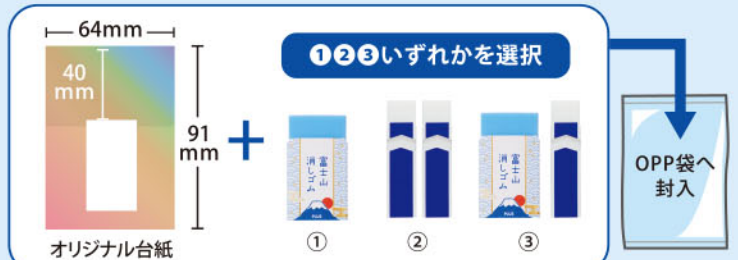 64mm
40
mm
91
mm
オリジナル台紙
❶❷❸いずれかを選択
富士山
消しゴム
①
②
富士山
消しゴム
③
OPP袋へ
封入